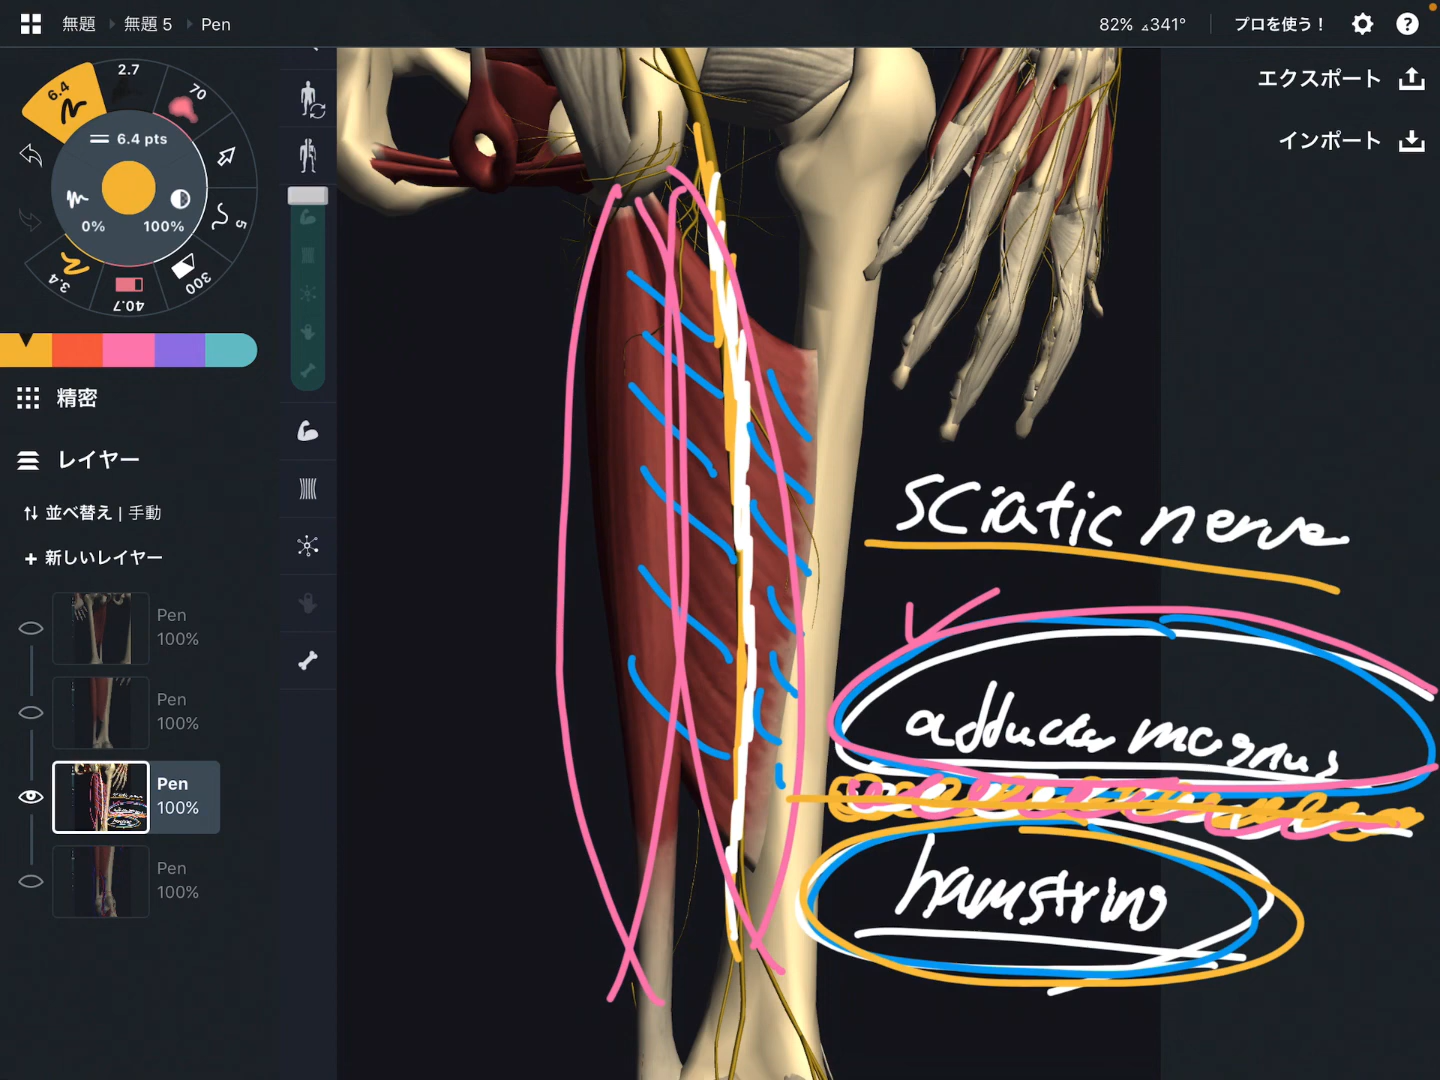 無題 無題 5 Pen
82% ⊿341° プロを使う!
エクスポート
インポート
2.7
6.4
70
6.4 pts
0% 100%
5
3.4
40.7
300
精密
レイヤー
並べ替え | 手動
+ 新しいレイヤー
Pen
100%
Pen
100%
Pen
100%
Pen
100%
sciatic nerve
adductor magnus
hamstring